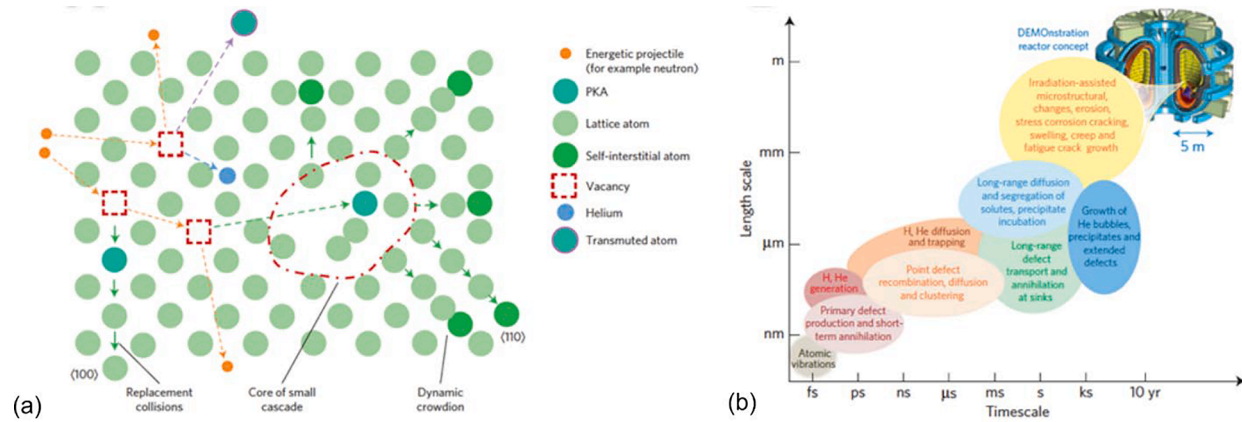 Energetic projectile
(for example neutron)
PKA
Lattice atom
Self-interstitial atom
Vacancy
Helium
Transmuted atom
⟨100⟩
⟨110⟩
Replacement
collisions
Core of small
cascade
Dynamic
crowdion
(a)
DEMOnstration
reactor concept
5 m
Irradiation-assisted
microstructural,
changes, erosion,
stress corrosion cracking,
swelling, creep and
fatigue crack growth
Long-range diffusion
and segregation of
solutes, precipitate
incubation
Growth of
He bubbles,
precipitates and
extended
defects
H, He diffusion
and trapping
Long-range
defect
transport and
annihilation
at sinks
Point defect
recombination, diffusion
and clustering
H, He
generation
Primary defect
production and short-
term annihilation
Atomic
vibrations
Length scale
m
mm
μm
nm
fs
ps
ns
μs
ms
s
ks
10 yr
Timescale
(b)